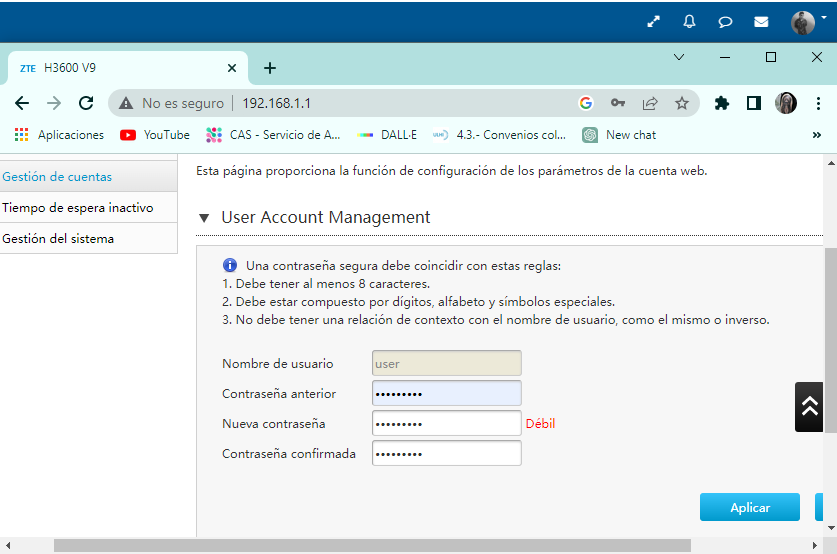 ZTE H3600 V9
No es seguro 192.168.1.1
Aplicaciones YouTube CAS - Servicio de A... DALL·E 4.3.- Convenios col... New chat »
Gestión de cuentas
Tiempo de espera inactivo
Gestión del sistema
Esta página proporciona la función de configuración de los parámetros de la cuenta web.
User Account Management
Una contraseña segura debe coincidir con estas reglas:
1. Debe tener al menos 8 caracteres.
2. Debe estar compuesto por dígitos, alfabeto y símbolos especiales.
3. No debe tener una relación de contexto con el nombre de usuario, como el mismo o inverso.
Nombre de usuario user
Contraseña anterior •••••••••
Nueva contraseña ••••••••• Débil
Contraseña confirmada •••••••••
Aplicar